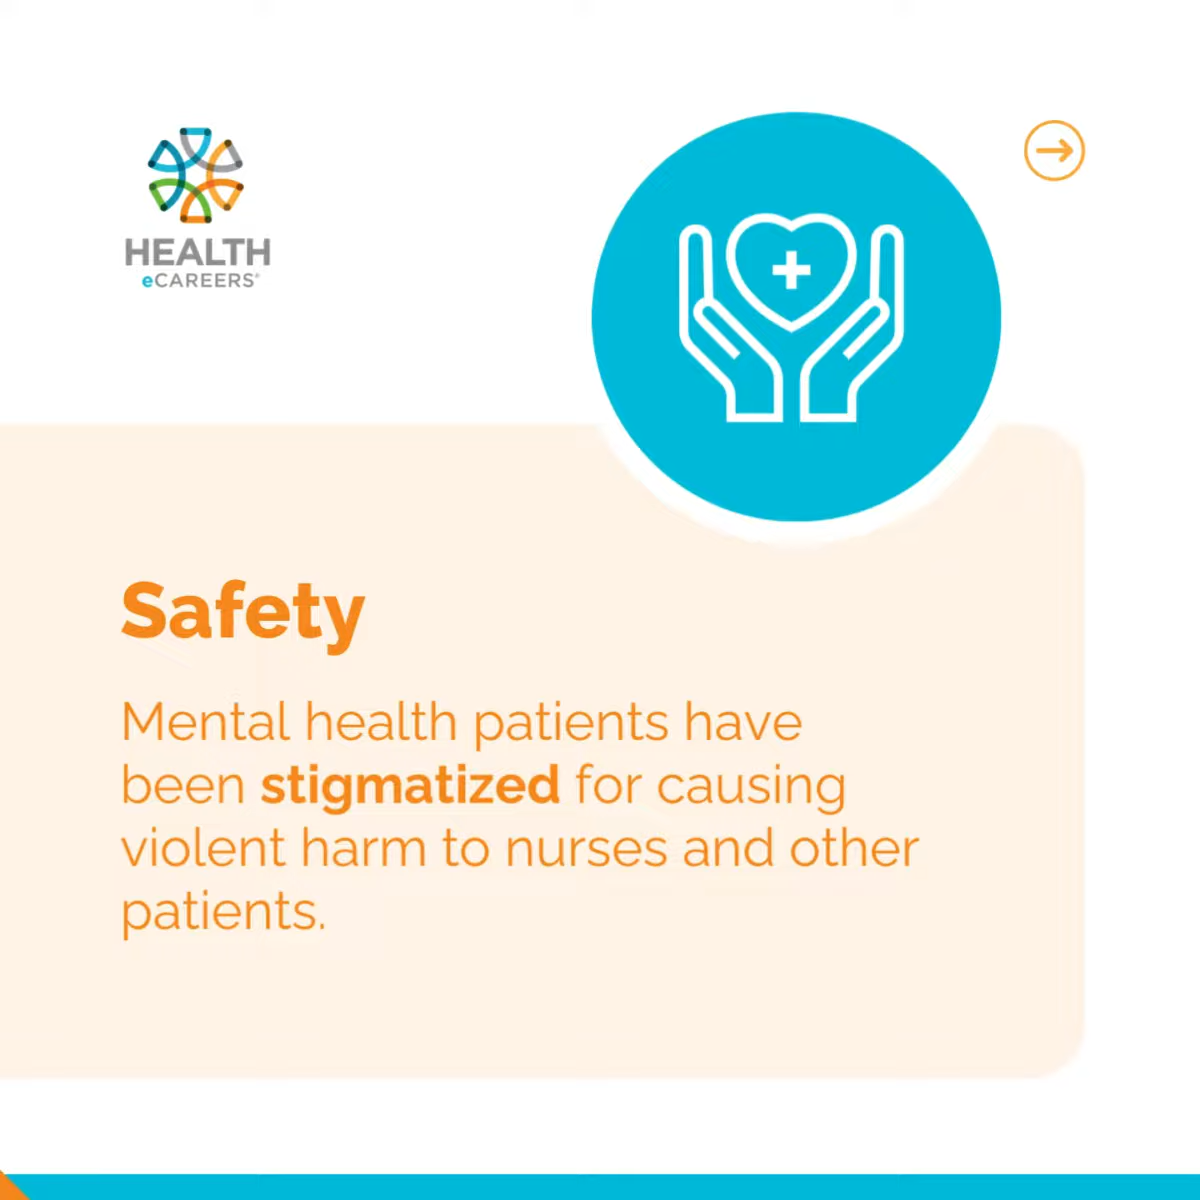 HEALTH
eCAREERS®
Safety
Mental health patients have
been stigmatized for causing
violent harm to nurses and other
patients.